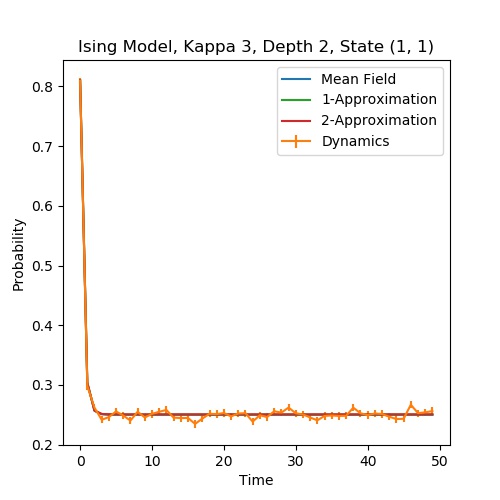 Ising Model, Kappa 3, Depth 2, State (1, 1)
Mean Field
1-Approximation
2-Approximation
Dynamics
Probability
0.8
0.7
0.6
0.5
0.4
0.3
0.2
0 10 20 30 40 50
Time